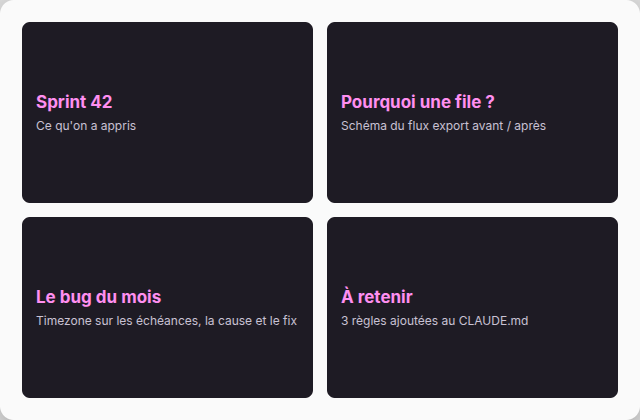 Sprint 42
Ce qu'on a appris
Pourquoi une file ?
Schéma du flux export avant / après
Le bug du mois
Timezone sur les échéances, la cause et le fix
À retenir
3 règles ajoutées au CLAUDE.md